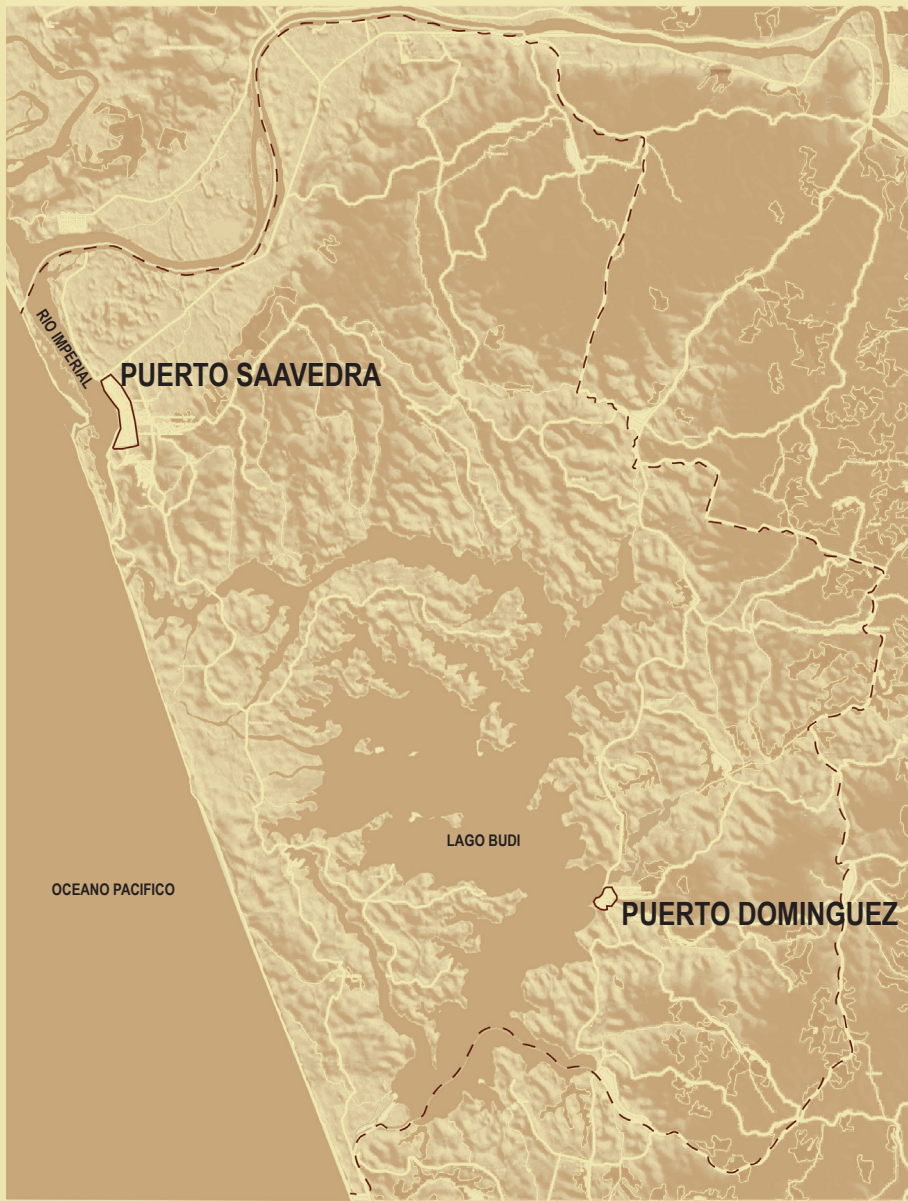 RIO IMPERIAL
PUERTO SAAVEDRA
LAGO BUDI
OCEANO PACIFICO
PUERTO DOMINGUEZ